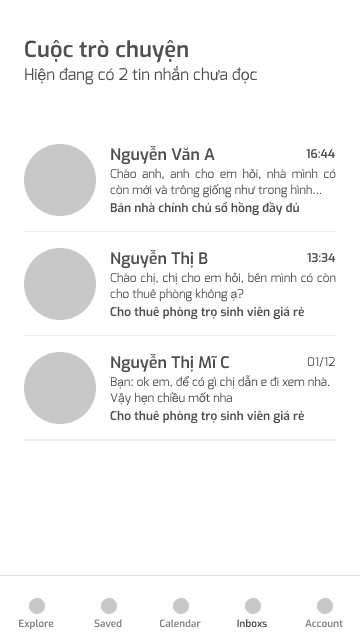 Cuộc trò chuyện
Hiện đang có 2 tin nhắn chưa đọc
Nguyễn Văn A
16:44
Chào anh, anh cho em hỏi, nhà mình có
còn mới và trông giống như trong hình...
Bán nhà chính chủ sổ hồng đầy đủ
Nguyễn Thị B
13:34
Chào chị, chị cho em hỏi, bên mình có còn
cho thuê phòng không ạ?
Cho thuê phòng trọ sinh viên giá rẻ
Nguyễn Thị Mĩ C
01/12
Bạn: ok em, để có gì chị dẫn e đi xem nhà.
Vậy hẹn chiều mốt nha
Cho thuê phòng trọ sinh viên giá rẻ
Explore
Saved
Calendar
Inboxs
Account